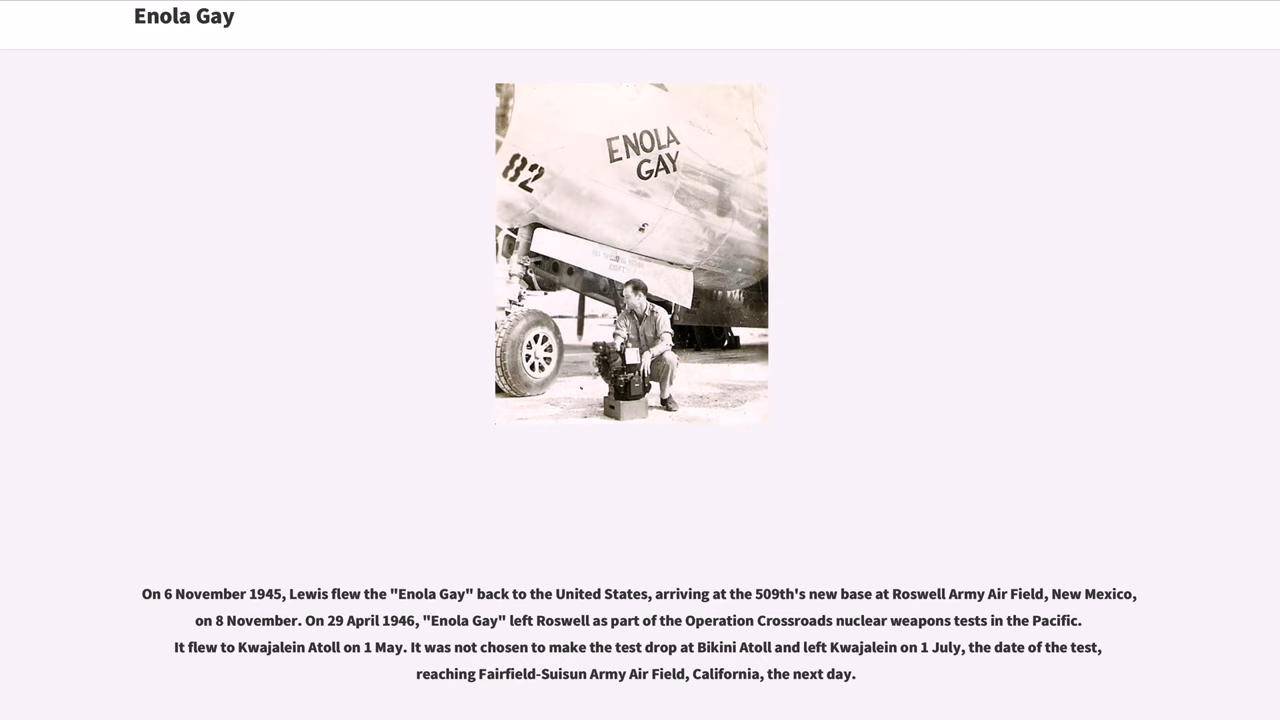 Enola Gay
ENOLA
GAY
82
On 6 November 1945, Lewis flew the "Enola Gay" back to the United States, arriving at the 509th's new base at Roswell Army Air Field, New Mexico,
on 8 November. On 29 April 1946, "Enola Gay" left Roswell as part of the Operation Crossroads nuclear weapons tests in the Pacific.
It flew to Kwajalein Atoll on 1 May. It was not chosen to make the test drop at Bikini Atoll and left Kwajalein on 1 July, the date of the test,
reaching Fairfield-Suisun Army Air Field, California, the next day.